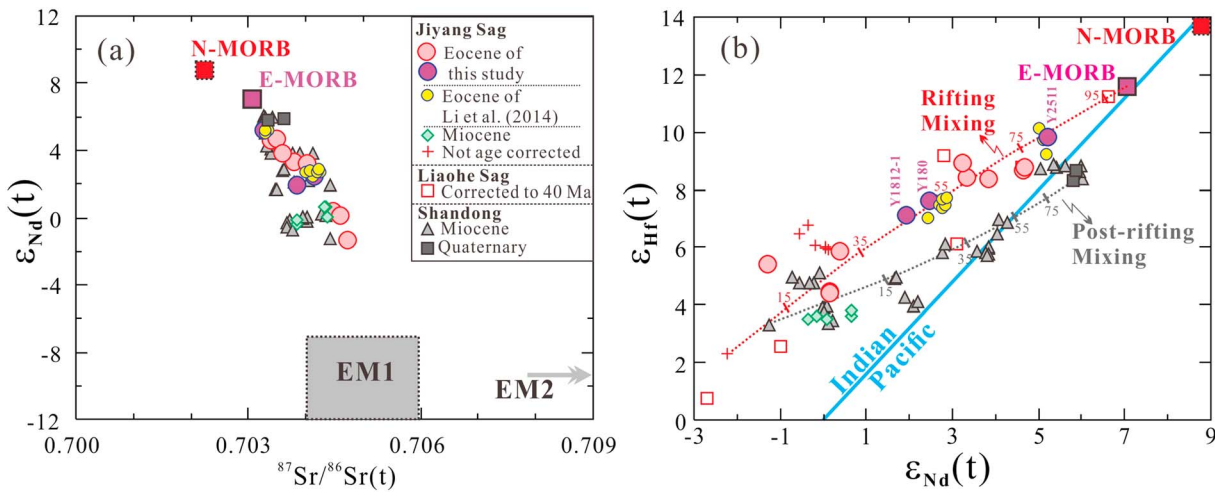 (a)
N-MORB
E-MORB
EM1
EM2
12
8
4
0
-4
-8
-12
εNd(t)
0.700
0.703
0.706
0.709
87Sr/86Sr(t)
Jiyang Sag
Eocene of
this study
Eocene of
Li et al. (2014)
Miocene
Not age corrected
Liaohe Sag
Corrected to 40 Ma
Shandong
Miocene
Quaternary
(b)
N-MORB
E-MORB
95
Y2511
Rifting
Mixing
75
Y1812-1
Y180
55
35
15
75
55
35
15
Post-rifting
Mixing
Indian
Pacific
14
12
10
8
6
4
2
0
εHf(t)
-3
-1
1
3
5
7
9
εNd(t)